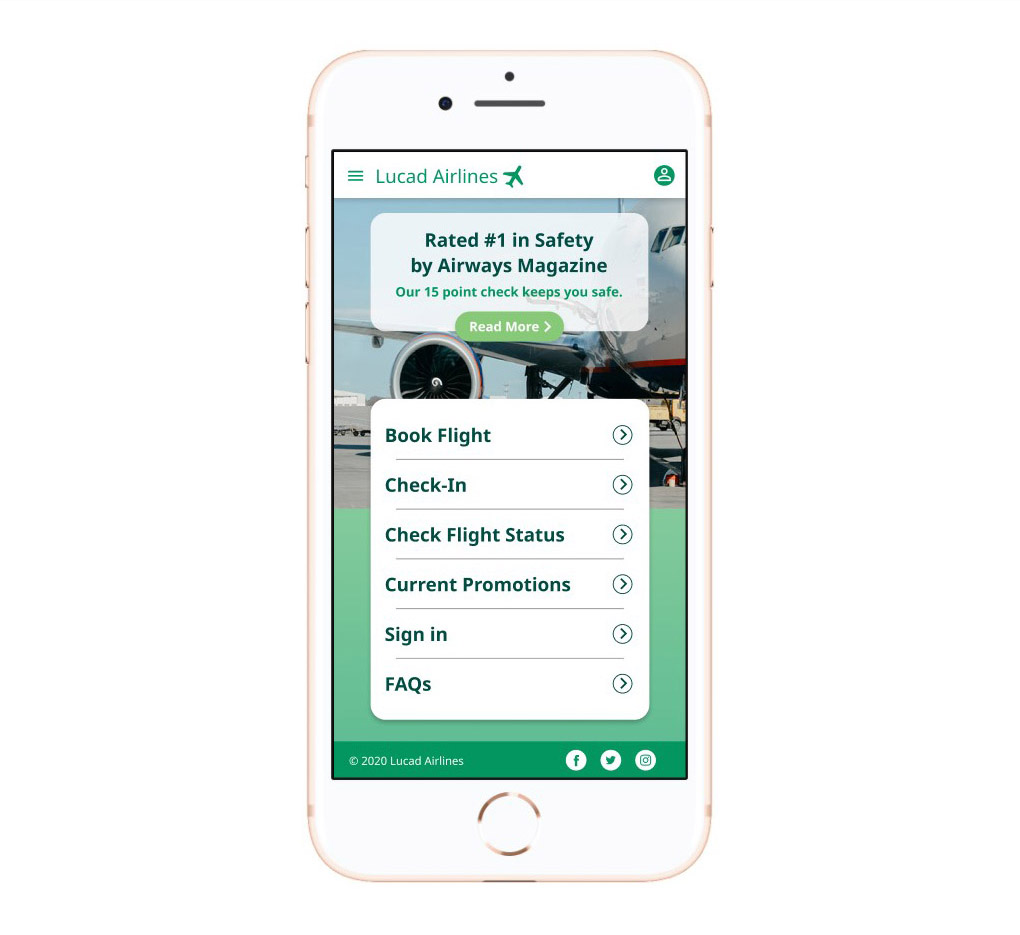 Lucad Airlines
Rated #1 in Safety
by Airways Magazine
Our 15 point check keeps you safe.
Read More
Book Flight
Check-In
Check Flight Status
Current Promotions
Sign in
FAQs
© 2020 Lucad Airlines